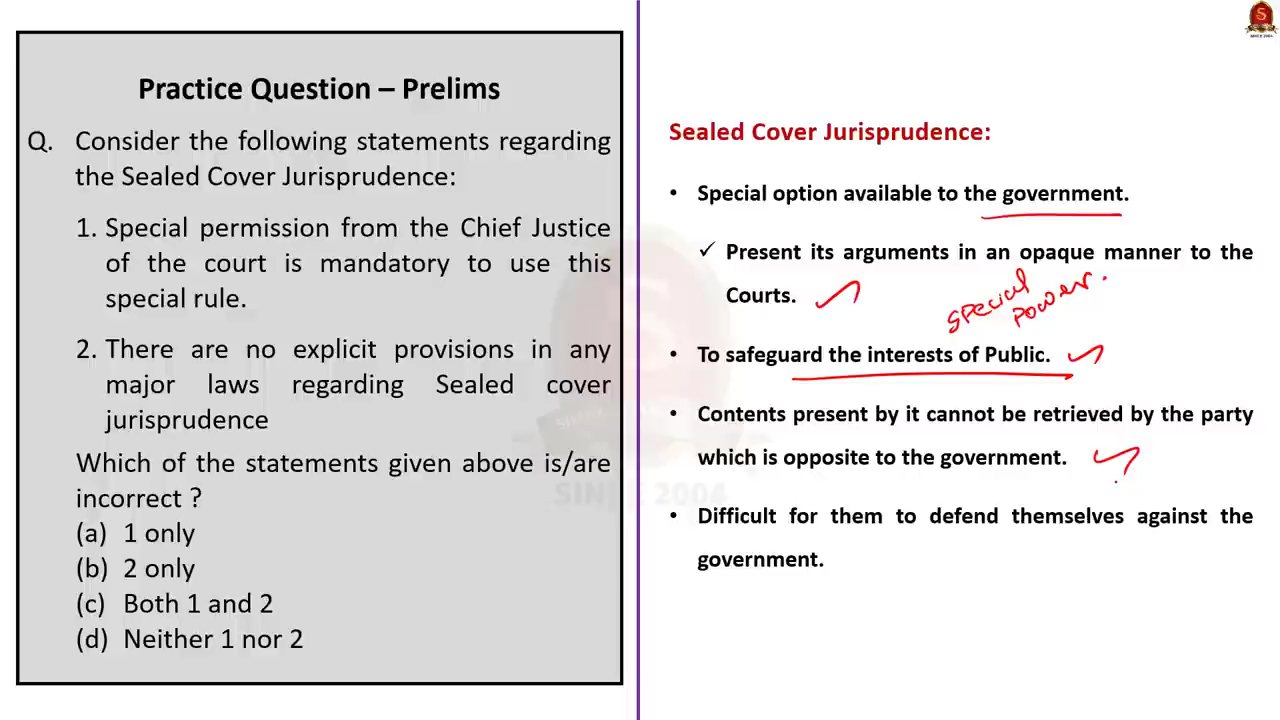 Practice Question – Prelims
Q. Consider the following statements regarding
the Sealed Cover Jurisprudence:
1. Special permission from the Chief Justice
of the court is mandatory to use this
special rule.
2. There are no explicit provisions in any
major laws regarding Sealed cover
jurisprudence
Which of the statements given above is/are
incorrect ?
(a) 1 only
(b) 2 only
(c) Both 1 and 2
(d) Neither 1 nor 2
S
SINCE 2004
Sealed Cover Jurisprudence:
• Special option available to the government.
✓ Present its arguments in an opaque manner to the
Courts.
special
power.
• To safeguard the interests of Public.
• Contents present by it cannot be retrieved by the party
which is opposite to the government.
• Difficult for them to defend themselves against the
government.
SINCE 2004